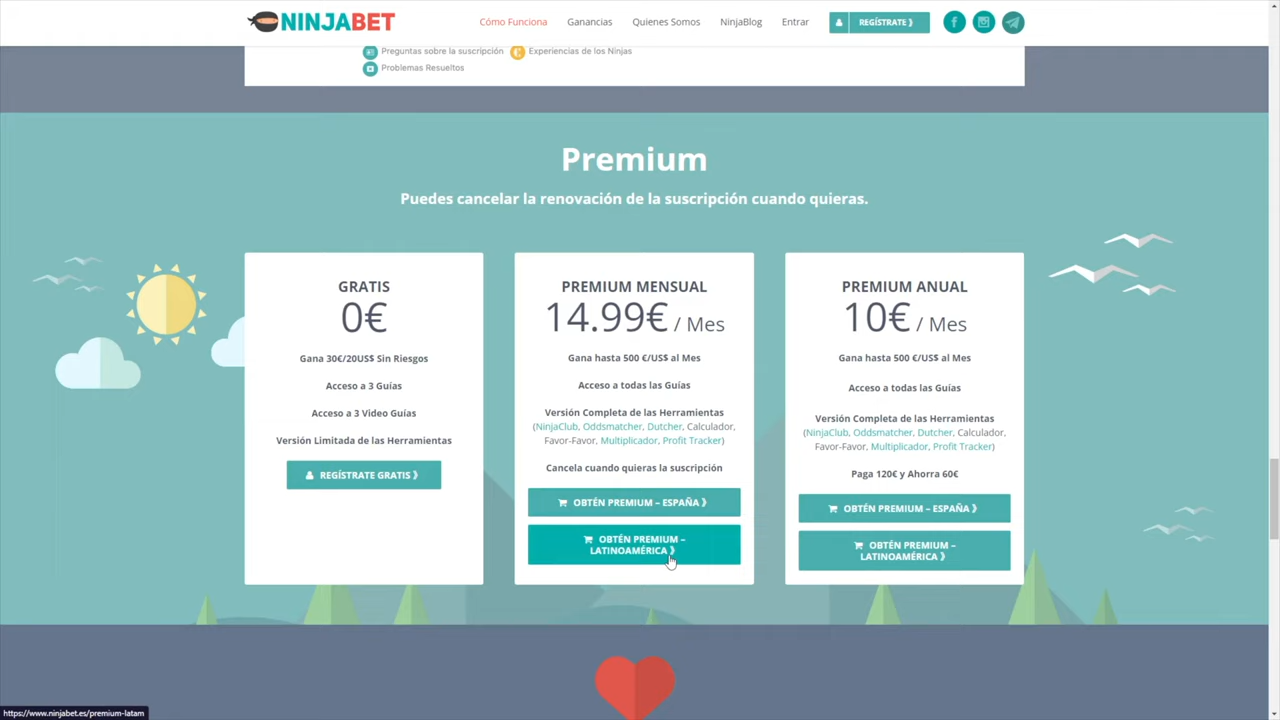 NINJABET
Cómo Funciona
Ganancias
Quienes Somos
NinjaBlog
Entrar
REGÍSTRATE ⟫
Preguntas sobre la suscripción
Experiencias de los Ninjas
Problemas Resueltos
Premium
Puedes cancelar la renovación de la suscripción cuando quieras.
GRATIS
0€
Gana 30€/20US$ Sin Riesgos
Acceso a 3 Guías
Acceso a 3 Video Guías
Versión Limitada de las Herramientas
REGÍSTRATE GRATIS ⟫
PREMIUM MENSUAL
14.99€ / Mes
Gana hasta 500 €/US$ al Mes
Acceso a todas las Guías
Versión Completa de las Herramientas
(NinjaClub, Oddsmatcher, Dutcher, Calculador,
Favor-Favor, Multiplicador, Profit Tracker)
Cancela cuando quieras la suscripción
OBTÉN PREMIUM – ESPAÑA ⟫
OBTÉN PREMIUM –
LATINOAMÉRICA ⟫
PREMIUM ANUAL
10€ / Mes
Gana hasta 500 €/US$ al Mes
Acceso a todas las Guías
Versión Completa de las Herramientas
(NinjaClub, Oddsmatcher, Dutcher, Calculador,
Favor-Favor, Multiplicador, Profit Tracker)
Paga 120€ y Ahorra 60€
OBTÉN PREMIUM – ESPAÑA ⟫
OBTÉN PREMIUM –
LATINOAMÉRICA ⟫
https://www.ninjabet.es/premium-latam